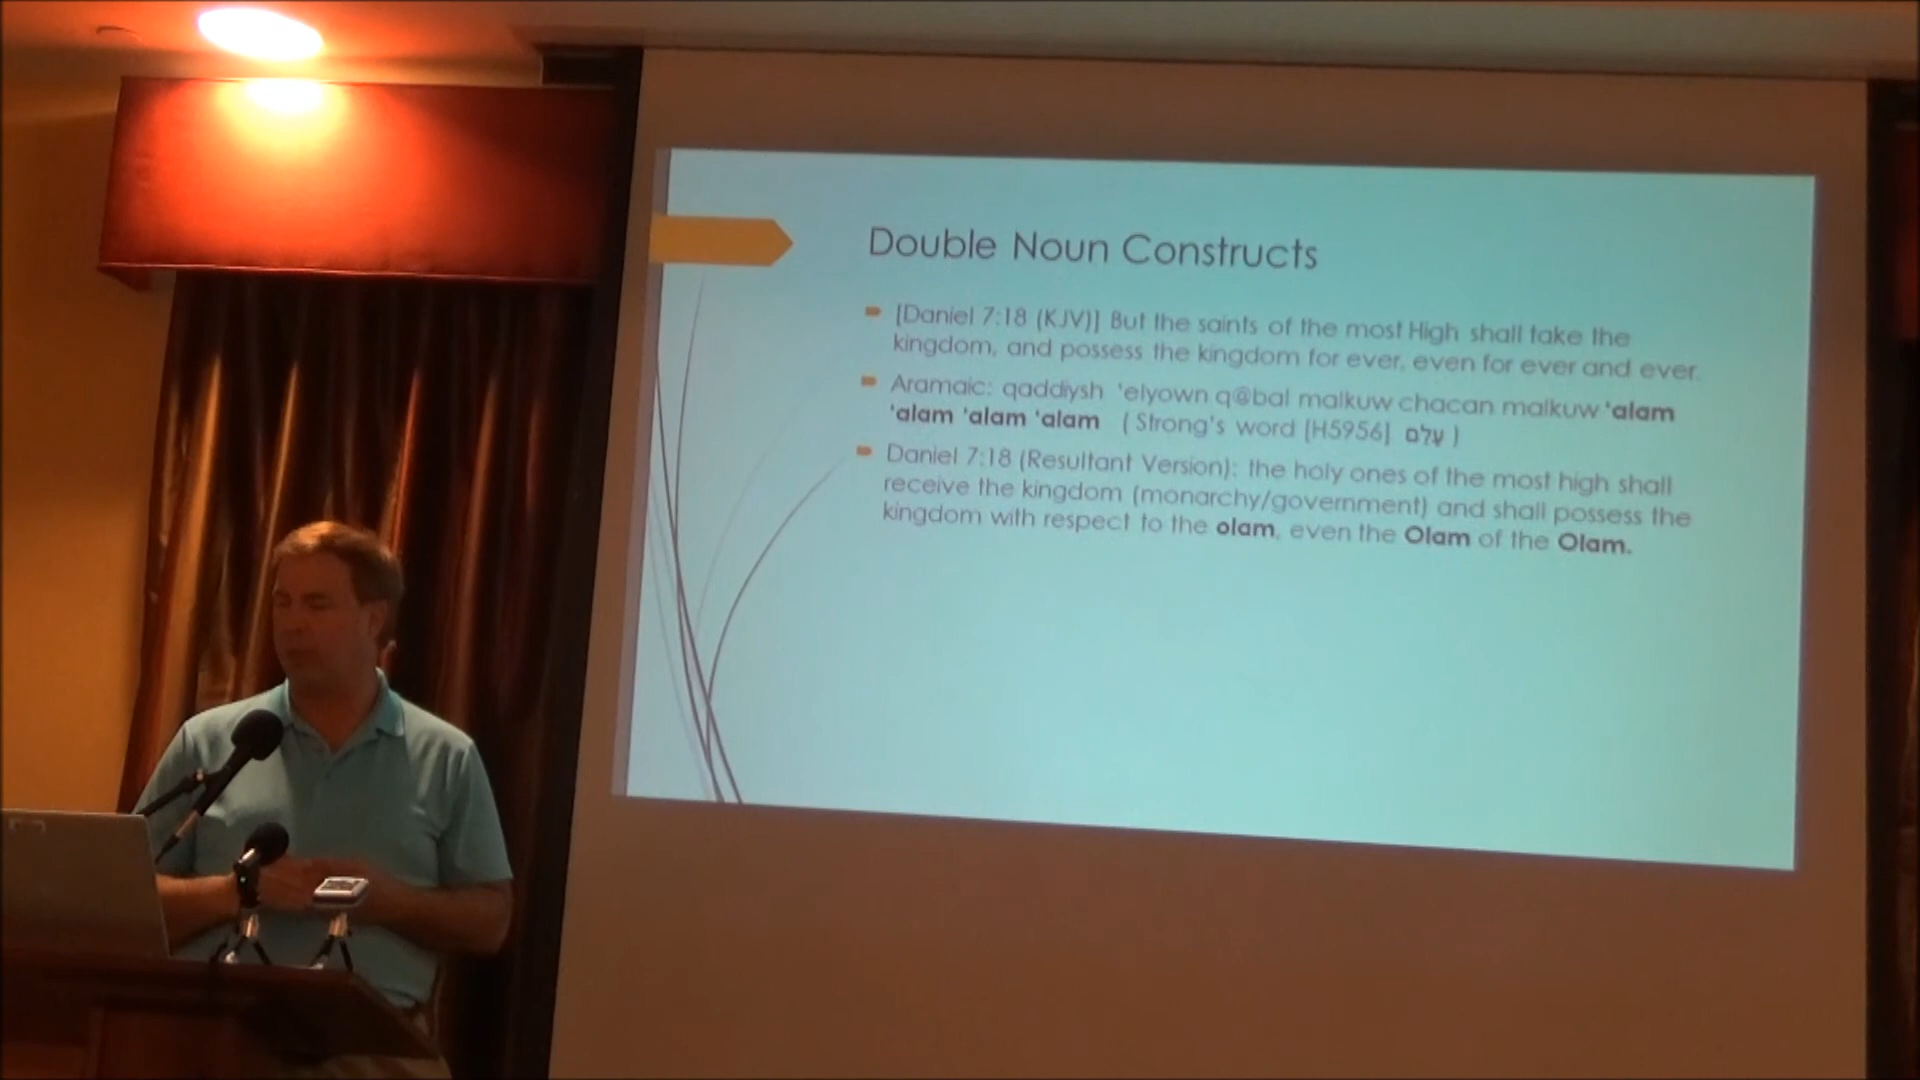 Double Noun Constructs
[Daniel 7:18 (KJV)] But the saints of the most High shall take the
kingdom, and possess the kingdom for ever, even for ever and ever.
Aramaic: qaddiysh 'elyown q@bal malkuw chacan malkuw 'alam
'alam 'alam 'alam ( Strong's word [H5956] עלם )
Daniel 7:18 (Resultant Version): the holy ones of the most high shall
receive the kingdom (monarchy/government) and shall possess the
kingdom with respect to the olam, even the Olam of the Olam.